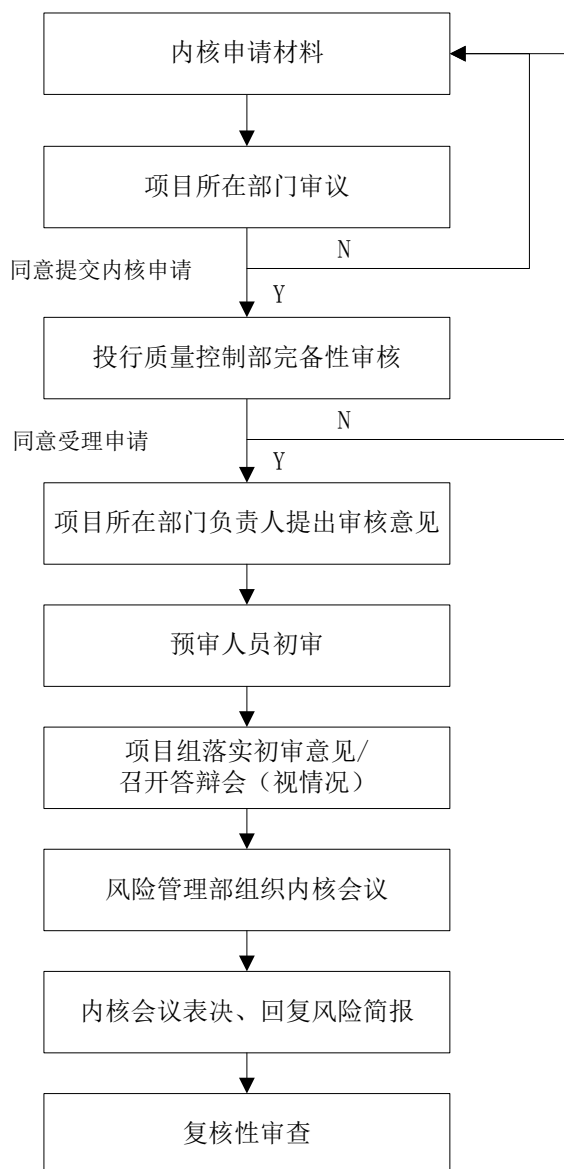 内核申请材料
项目所在部门审议
N
同意提交内核申请
Y
投行质量控制部完备性审核
N
同意受理申请
Y
项目所在部门负责人提出审核意见
预审人员初审
项目组落实初审意见/
召开答辩会（视情况）
风险管理部组织内核会议
内核会议表决、回复风险简报
复核性审查